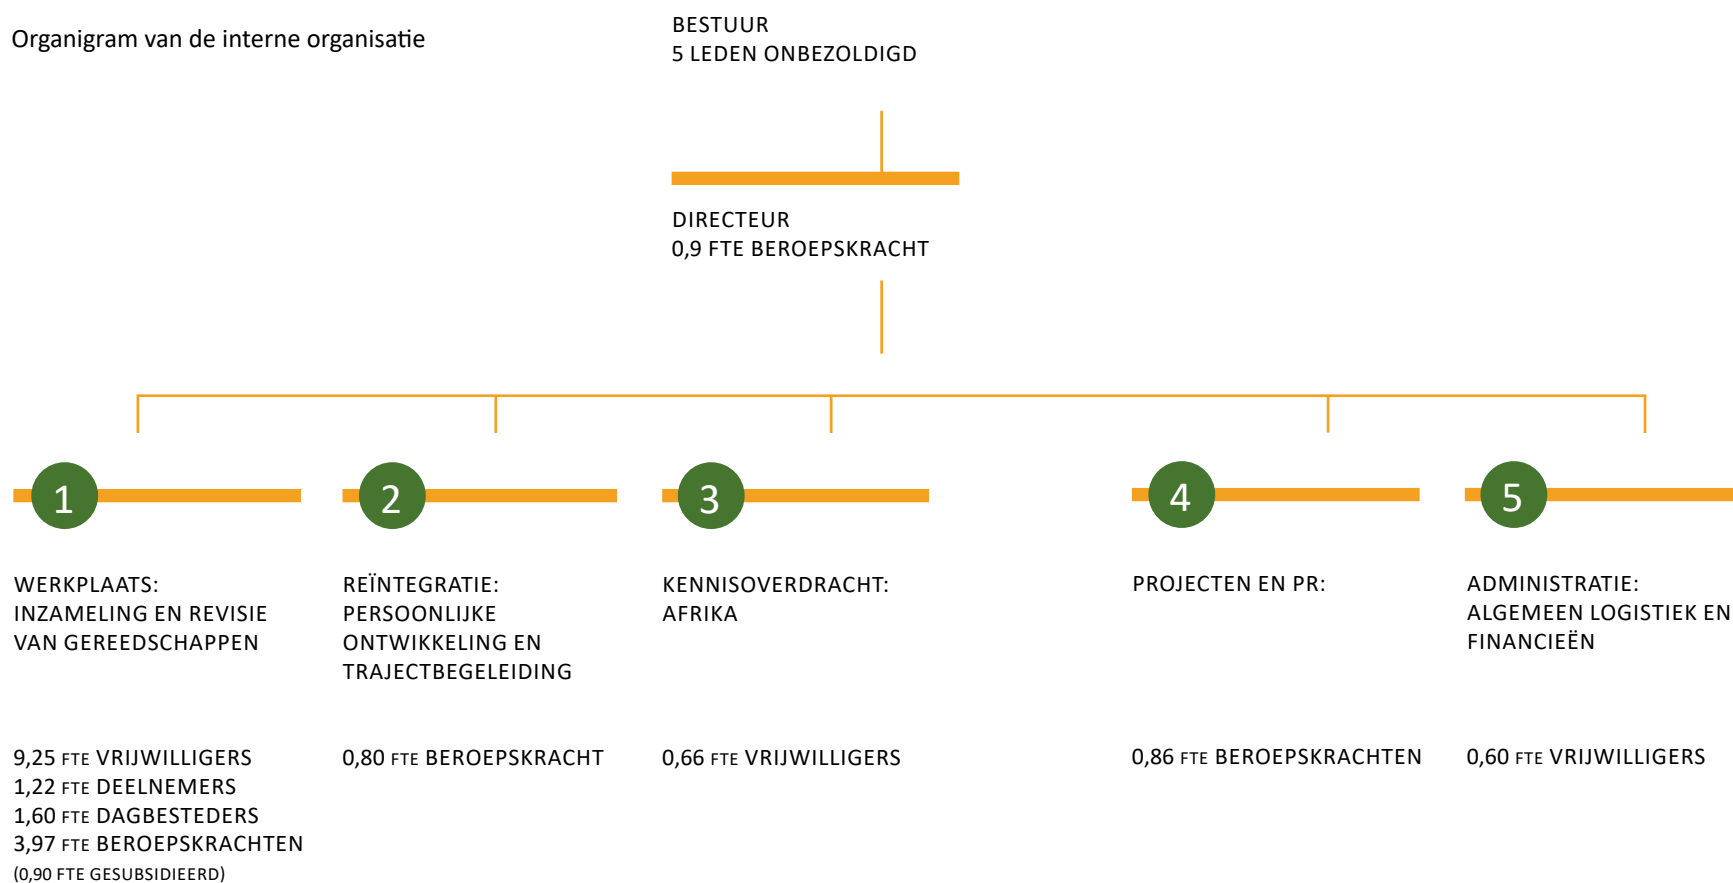 Organigram van de interne organisatie
BESTUUR
5 LEDEN ONBEZOLDIGD
DIRECTEUR
0,9 FTE BEROEPSKRACHT
1
WERKPLAATS:
INZAMELING EN REVISIE
VAN GEREEDSCHAPPEN
9,25 FTE VRIJWILLIGERS
1,22 FTE DEELNEMERS
1,60 FTE DAGBESTEDERS
3,97 FTE BEROEPSKRACHTEN
(0,90 FTE GESUBSIDIEERD)
2
REÏNTEGRATIE:
PERSOONLIJKE
ONTWIKKELING EN
TRAJECTBEGELEIDING
0,80 FTE BEROEPSKRACHT
3
KENNISOVERDRACHT:
AFRIKA
0,66 FTE VRIJWILLIGERS
4
PROJECTEN EN PR:
0,86 FTE BEROEPSKRACHTEN
5
ADMINISTRATIE:
ALGEMEEN LOGISTIEK EN
FINANCIEËN
0,60 FTE VRIJWILLIGERS